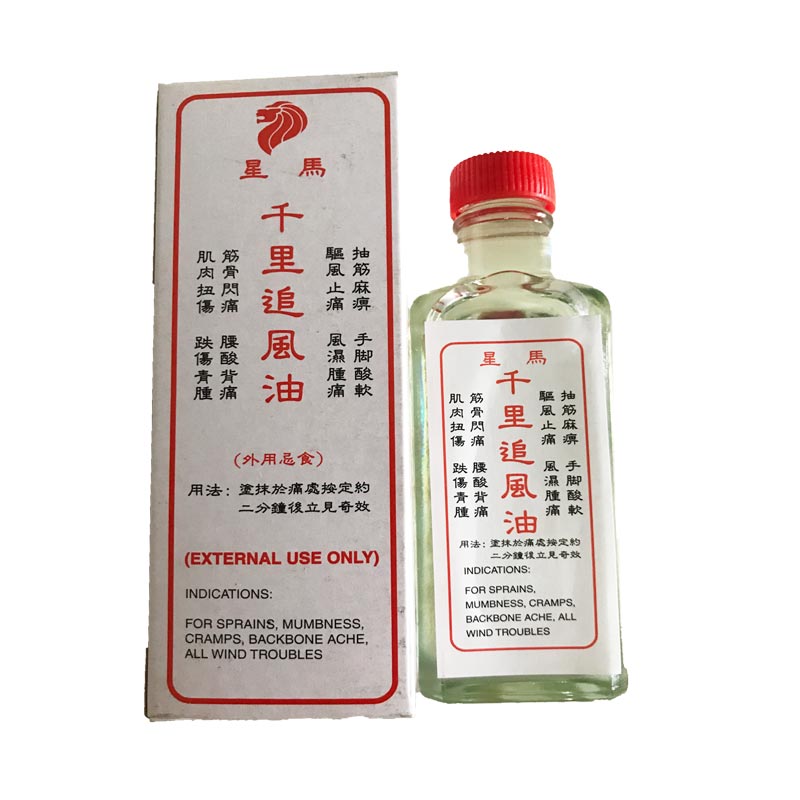 星馬
千里追風油
抽筋麻痹
驅風止痛
手脚酸軟
風濕腫痛
筋骨閃痛
肌肉扭傷
腰酸背痛
跌傷青腫
(外用忌食)
用法：塗抹於痛處按定約
二分鐘後立見奇效
(EXTERNAL USE ONLY)
INDICATIONS:
FOR SPRAINS, MUMBNESS,
CRAMPS, BACKBONE ACHE,
ALL WIND TROUBLES
星馬
千里追風油
抽筋麻痹
驅風止痛
手脚酸軟
風濕腫痛
筋骨閃痛
肌肉扭傷
腰酸背痛
跌傷青腫
用法：塗抹於痛處按定約
二分鐘後立見奇效
INDICATIONS:
FOR SPRAINS,
MUMBNESS, CRAMPS,
BACKBONE ACHE, ALL
WIND TROUBLES